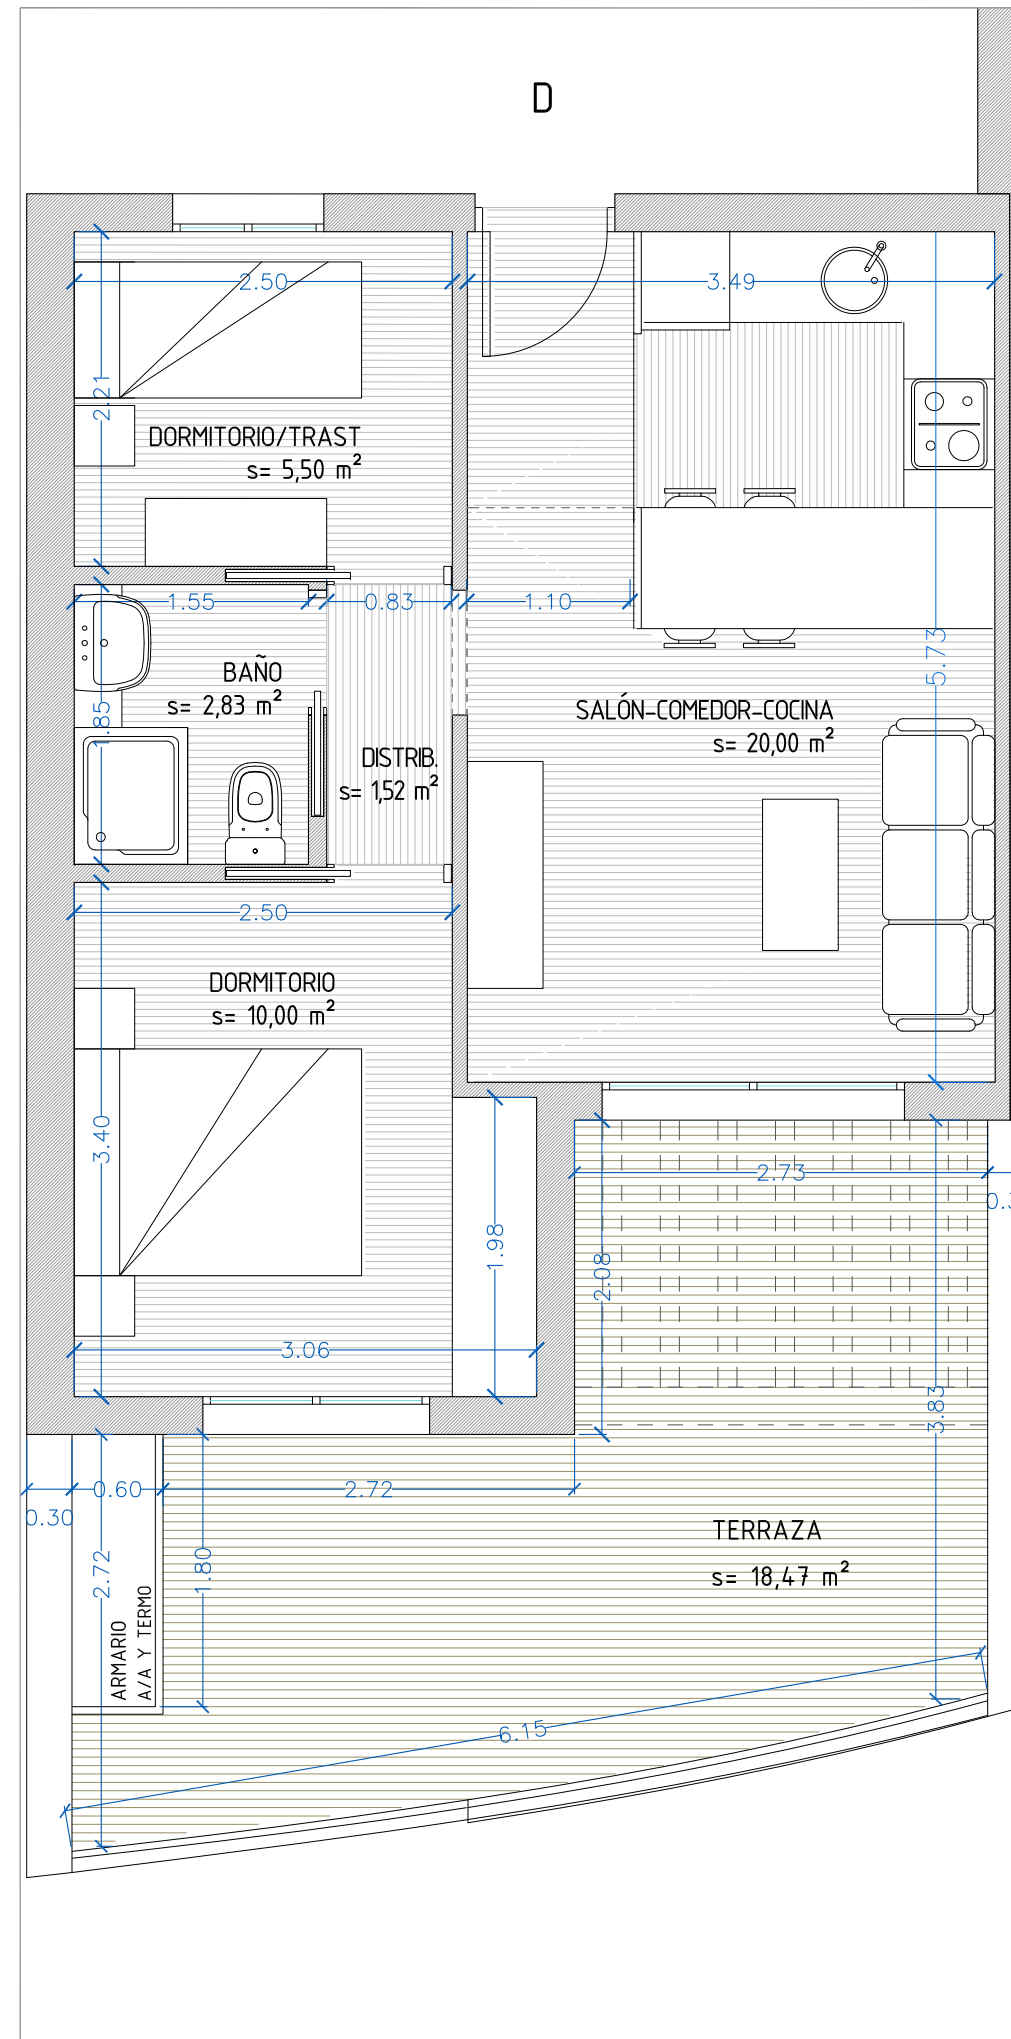 D
2.50
3.49
2.21
DORMITORIO/TRAST
s= 5,50 m²
1.55
0.83
1.10
5.73
BAÑO
s= 2,83 m²
1.85
SALÓN-COMEDOR-COCINA
s= 20,00 m²
DISTRIB.
s= 1,52 m²
2.50
DORMITORIO
s= 10,00 m²
3.40
2.73
1.98
2.08
3.06
3.83
0.30
0.60
2.72
TERRAZA
s= 18,47 m²
2.72
1.80
ARMARIO
A/A Y TERMO
6.15